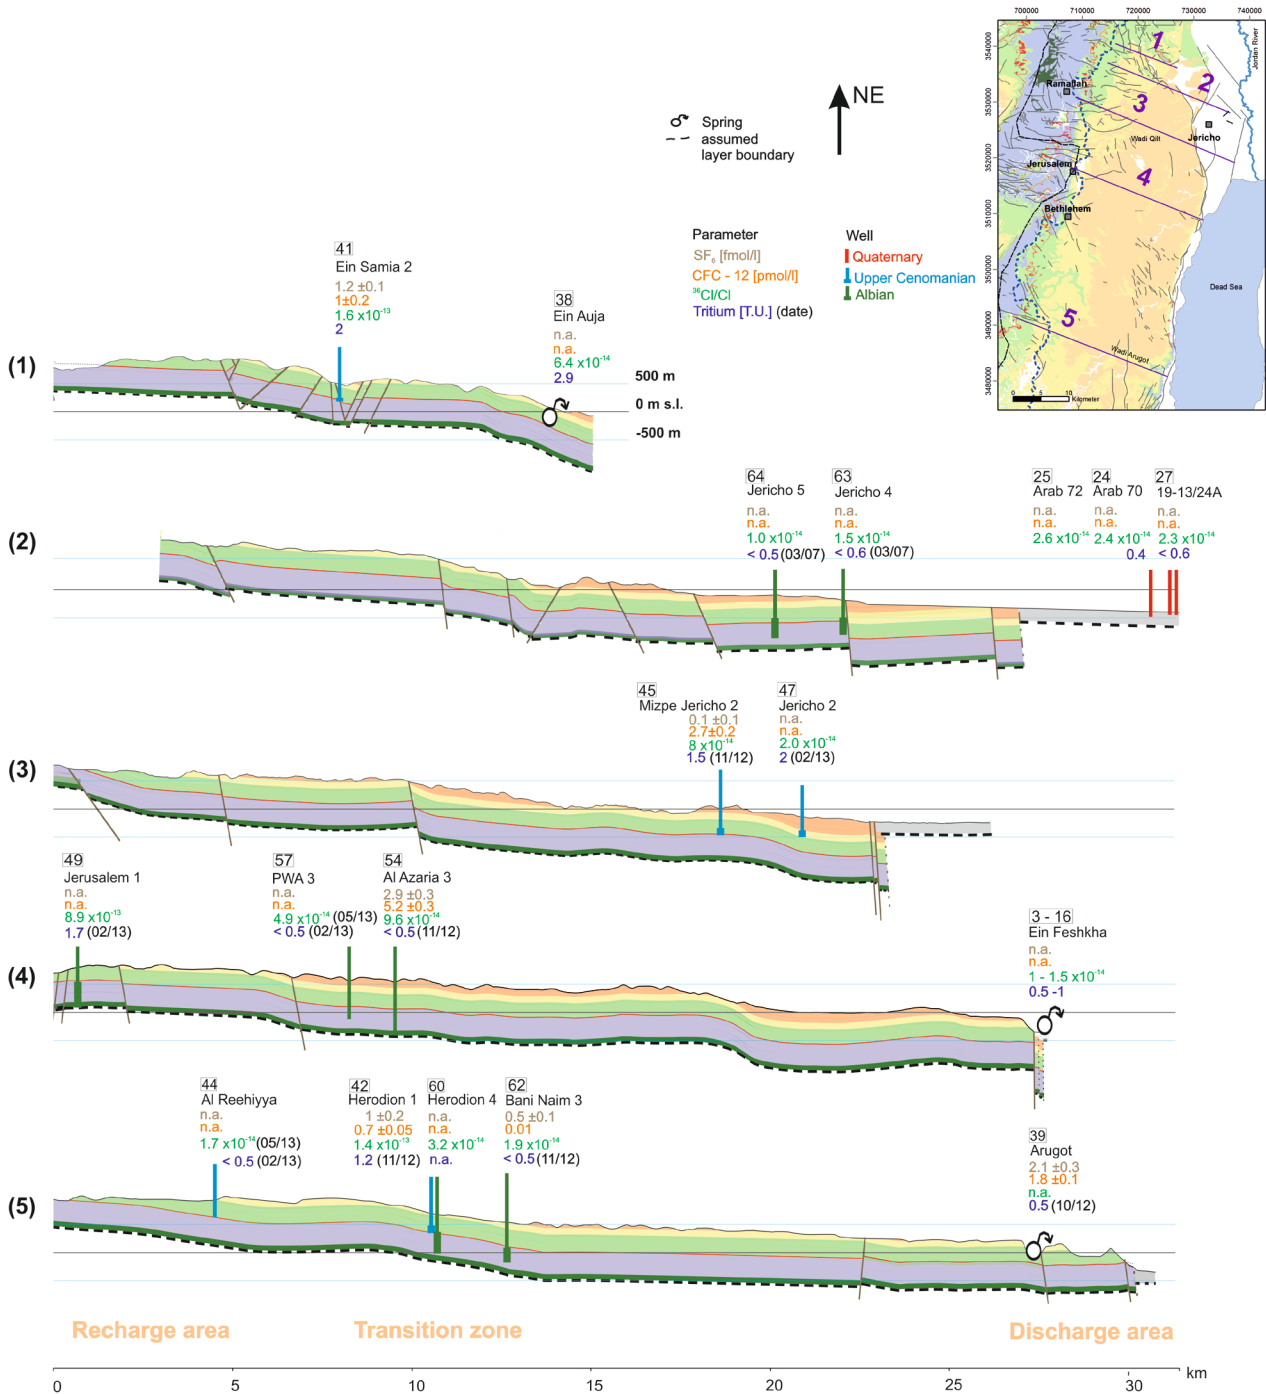 700000 710000 720000 730000 740000
3540000
3530000
3520000
3510000
3500000
3490000
3480000
Jordan River
1
2
3
4
5
Ramallah
Jericho
Wadi Qilt
Jerusalem
Bethlehem
Dead Sea
Wadi Arugot
0 5 10
Kilometer
NE
Spring
assumed
layer boundary
Parameter
SF₆ [fmol/l]
CFC - 12 [pmol/l]
³⁶Cl/Cl
Tritium [T.U.] (date)
Well
Quaternary
Upper Cenomanian
Albian
(1)
41
Ein Samia 2
1.2 ±0.1
1±0.2
1.6 x10⁻¹³
2
38
Ein Auja
n.a.
n.a.
6.4 x10⁻¹⁴
2.9
500 m
0 m s.l.
-500 m
(2)
64
Jericho 5
n.a.
n.a.
1.0 x10⁻¹⁴
< 0.5 (03/07)
63
Jericho 4
n.a.
n.a.
1.5 x10⁻¹⁴
< 0.6 (03/07)
25
Arab 72
n.a.
n.a.
2.6 x10⁻¹⁴
24
Arab 70
n.a.
n.a.
2.4 x10⁻¹⁴
0.4
27
19-13/24A
n.a.
n.a.
2.3 x10⁻¹⁴
< 0.6
(3)
45
Mizpe Jericho 2
0.1 ±0.1
2.7±0.2
8 x10⁻¹⁴
1.5 (11/12)
47
Jericho 2
n.a.
n.a.
2.0 x10⁻¹⁴
2 (02/13)
(4)
49
Jerusalem 1
n.a.
n.a.
8.9 x10⁻¹³
1.7 (02/13)
57
PWA 3
n.a.
n.a.
4.9 x10⁻¹⁴ (05/13)
< 0.5 (02/13)
54
Al Azaria 3
2.9 ±0.3
5.2 ±0.3
9.6 x10⁻¹⁴
<0.5 (11/12)
3 - 16
Ein Feshkha
n.a.
n.a.
1 - 1.5 x10⁻¹⁴
0.5 -1
(5)
44
Al Reehiyya
n.a.
n.a.
1.7 x10⁻¹⁴ (05/13)
< 0.5 (02/13)
42
Herodion 1
1 ±0.2
0.7 ±0.05
1.4 x10⁻¹³
1.2 (11/12)
60
Herodion 4
n.a.
n.a.
3.2 x10⁻¹⁴
n.a.
62
Bani Naim 3
0.5 ±0.1
0.01
1.9 x10⁻¹⁴
< 0.5 (11/12)
39
Arugot
2.1 ±0.3
1.8 ±0.1
n.a.
0.5 (10/12)
Recharge area Transition zone Discharge area
0 5 10 15 20 25 30 km